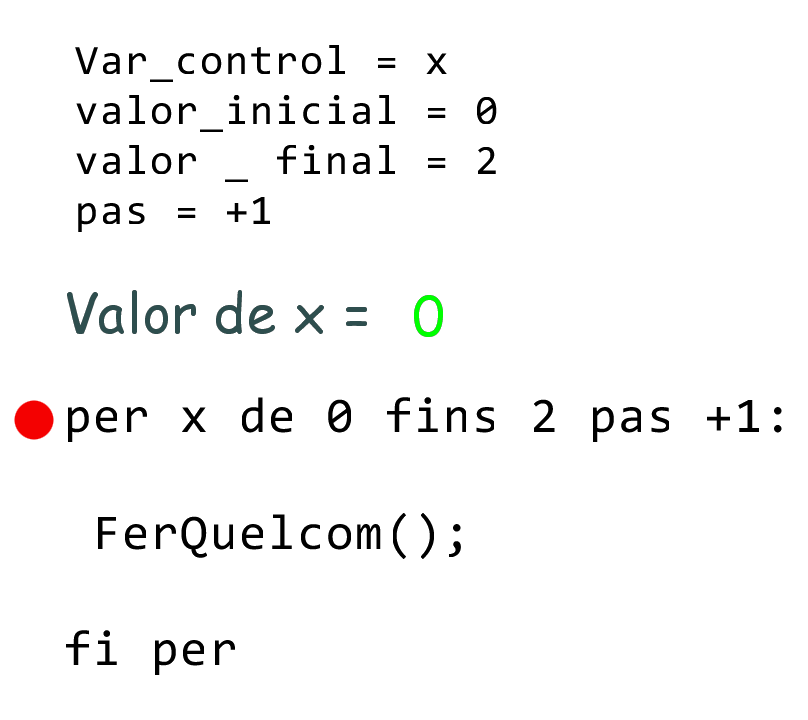 Var_control = x
valor_inicial = 0
valor _ final = 2
pas = +1
Valor de x = 0
per x de 0 fins 2 pas +1:
FerQuelcom();
fi per